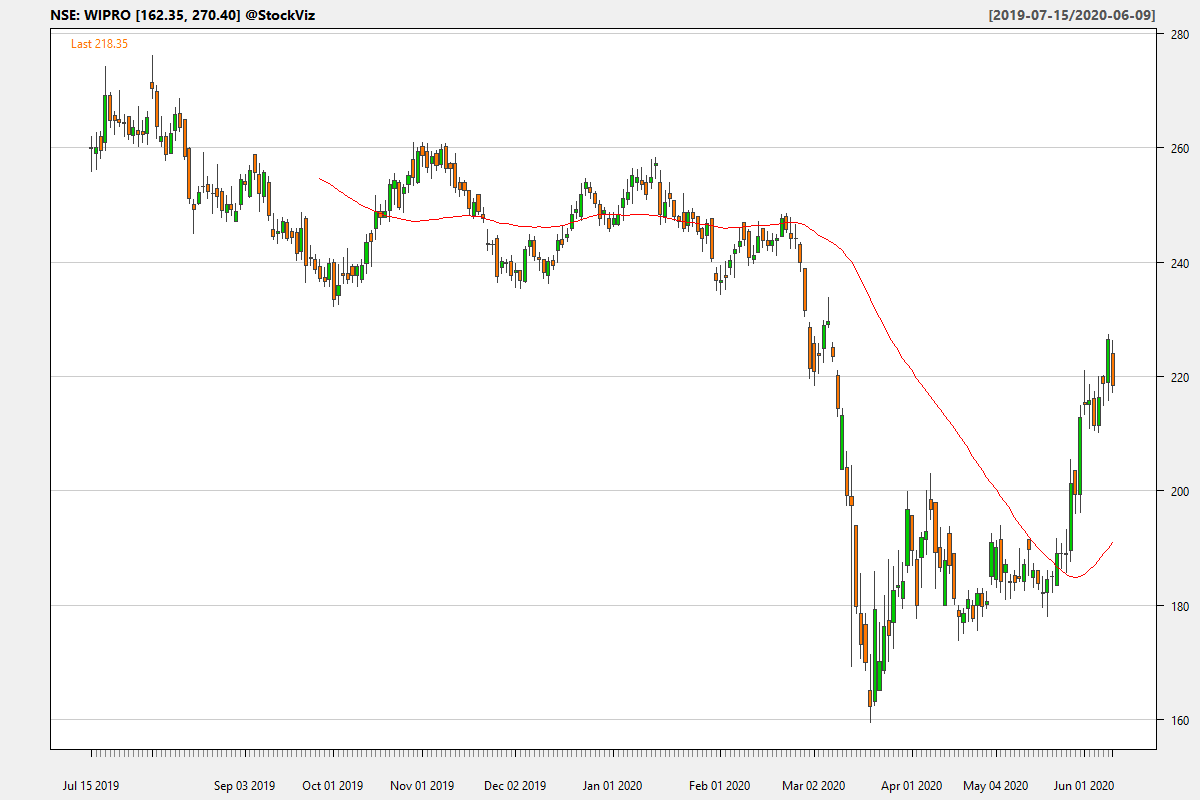 NSE: WIPRO [162.35, 270.40] @StockViz
[2019-07-15/2020-06-09]
Last 218.35
280
260
240
220
200
180
160
Jul 15 2019
Sep 03 2019
Oct 01 2019
Nov 01 2019
Dec 02 2019
Jan 01 2020
Feb 01 2020
Mar 02 2020
Apr 01 2020
May 04 2020
Jun 01 2020